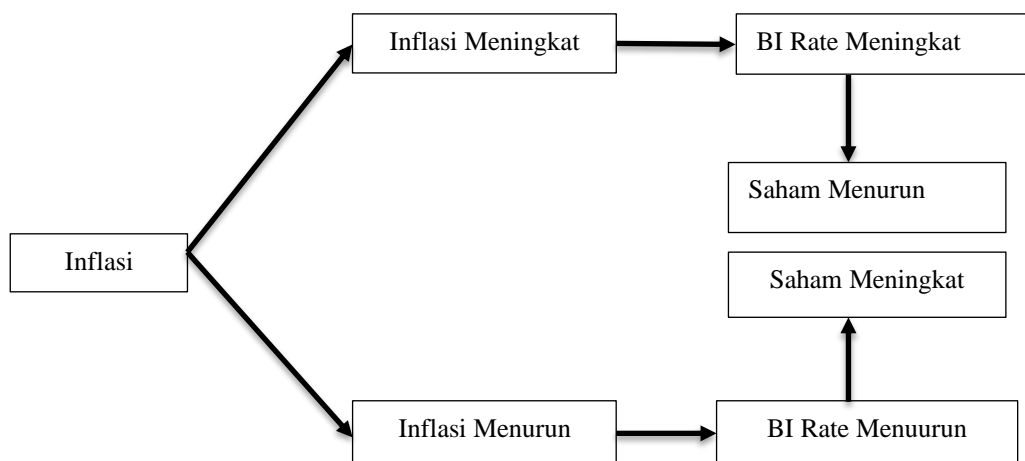 Inflasi Meningkat
BI Rate Meningkat
Saham Menurun
Inflasi
Saham Meningkat
Inflasi Menurun
BI Rate Menuurun